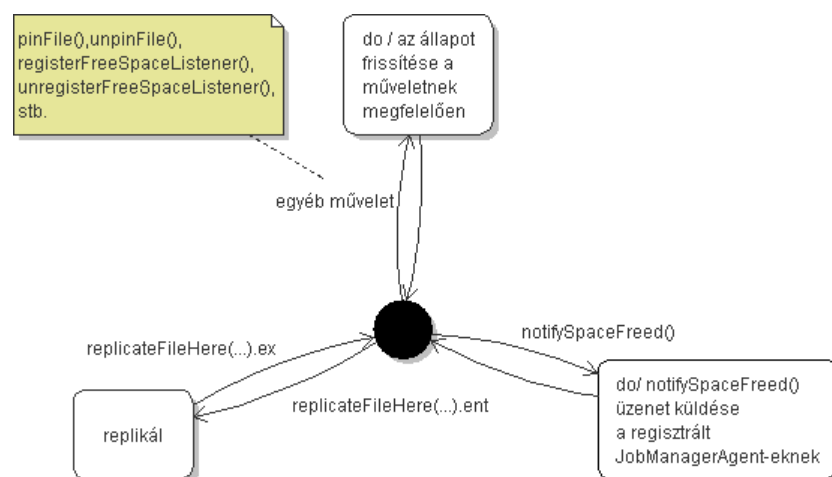 pinFile(),unpinFile(),
registerFreeSpaceListener(),
unregisterFreeSpaceListener(),
stb.
do / az állapot
frissítése a
műveletnek
megfelelően
egyéb művelet
notifySpaceFreed()
replicateFileHere(...).ex
replicateFileHere(...).ent
replikál
do/ notifySpaceFreed()
üzenet küldése
a regisztrált
JobManagerAgent-eknek